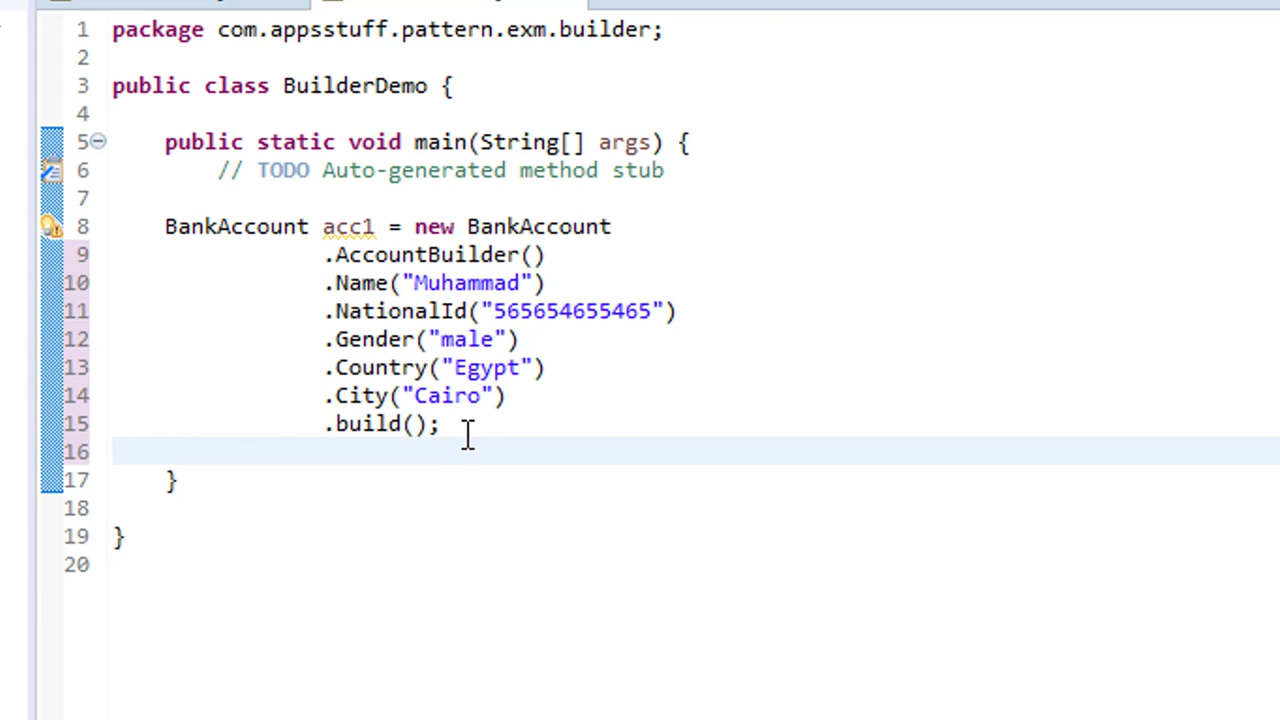 1 package com.appsstuff.pattern.exm.builder;
2
3 public class BuilderDemo {
4
5 public static void main(String[] args) {
6 // TODO Auto-generated method stub
7
8 BankAccount acc1 = new BankAccount
9 .AccountBuilder()
10 .Name("Muhammad")
11 .NationalId("565654655465")
12 .Gender("male")
13 .Country("Egypt")
14 .City("Cairo")
15 .build();
16
17 }
18
19 }
20